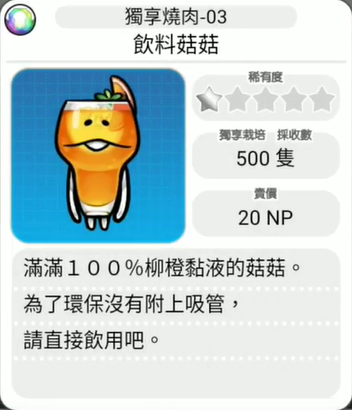 獨享燒肉-03
飲料菇菇
稀有度
獨享栽培 採收數
500 隻
賣價
20 NP
滿滿１００％柳橙黏液的菇菇。
為了環保沒有附上吸管，
請直接飲用吧。